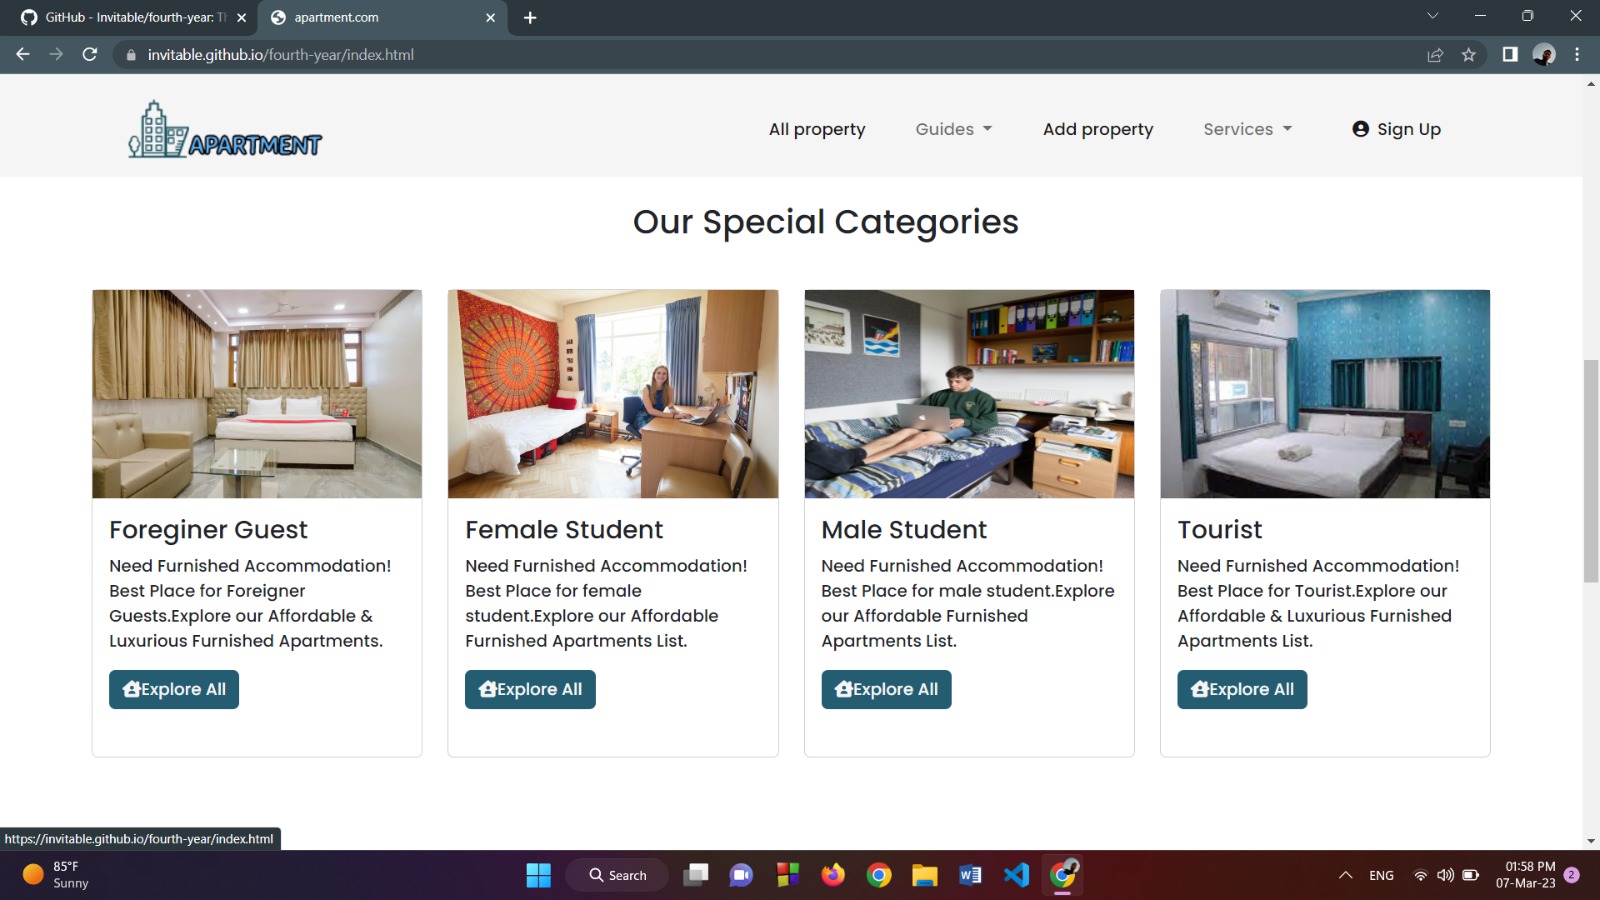 GitHub - Invitable/fourth-year: Th
apartment.com
invitable.github.io/fourth-year/index.html
APARTMENT
All property
Guides
Add property
Services
Sign Up
Our Special Categories
Foreginer Guest
Need Furnished Accommodation!
Best Place for Foreigner
Guests.Explore our Affordable &
Luxurious Furnished Apartments.
Explore All
Female Student
Need Furnished Accommodation!
Best Place for female
student.Explore our Affordable
Furnished Apartments List.
Explore All
Male Student
Need Furnished Accommodation!
Best Place for male student.Explore
our Affordable Furnished
Apartments List.
Explore All
Tourist
Need Furnished Accommodation!
Best Place for Tourist.Explore our
Affordable & Luxurious Furnished
Apartments List.
Explore All
https://invitable.github.io/fourth-year/index.html
85°F
Sunny
Search
ENG
01:58 PM
07-Mar-23
2